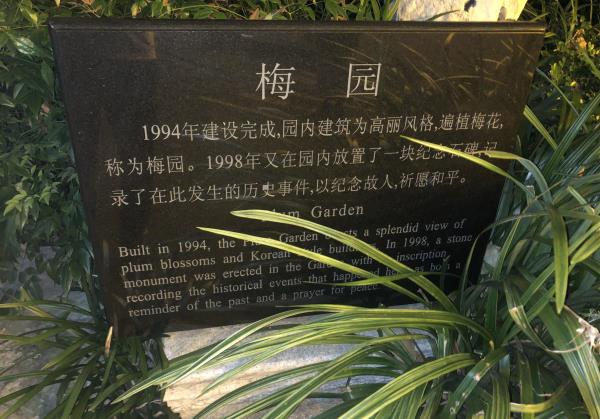 梅 园
1994年建设完成,园内建筑为高丽风格,遍植梅花,
称为梅园。1998年又在园内放置了一块纪念石碑,记
录了在此发生的历史事件,以纪念故人,祈愿和平。
Garden
Built in 1994, the Plum Garden a splendid view of
plum blossoms and Korean style In 1998, a stone
monument was erected in the Garden with inscription
recording the historical events that happened here as both a
reminder of the past and a prayer for peace